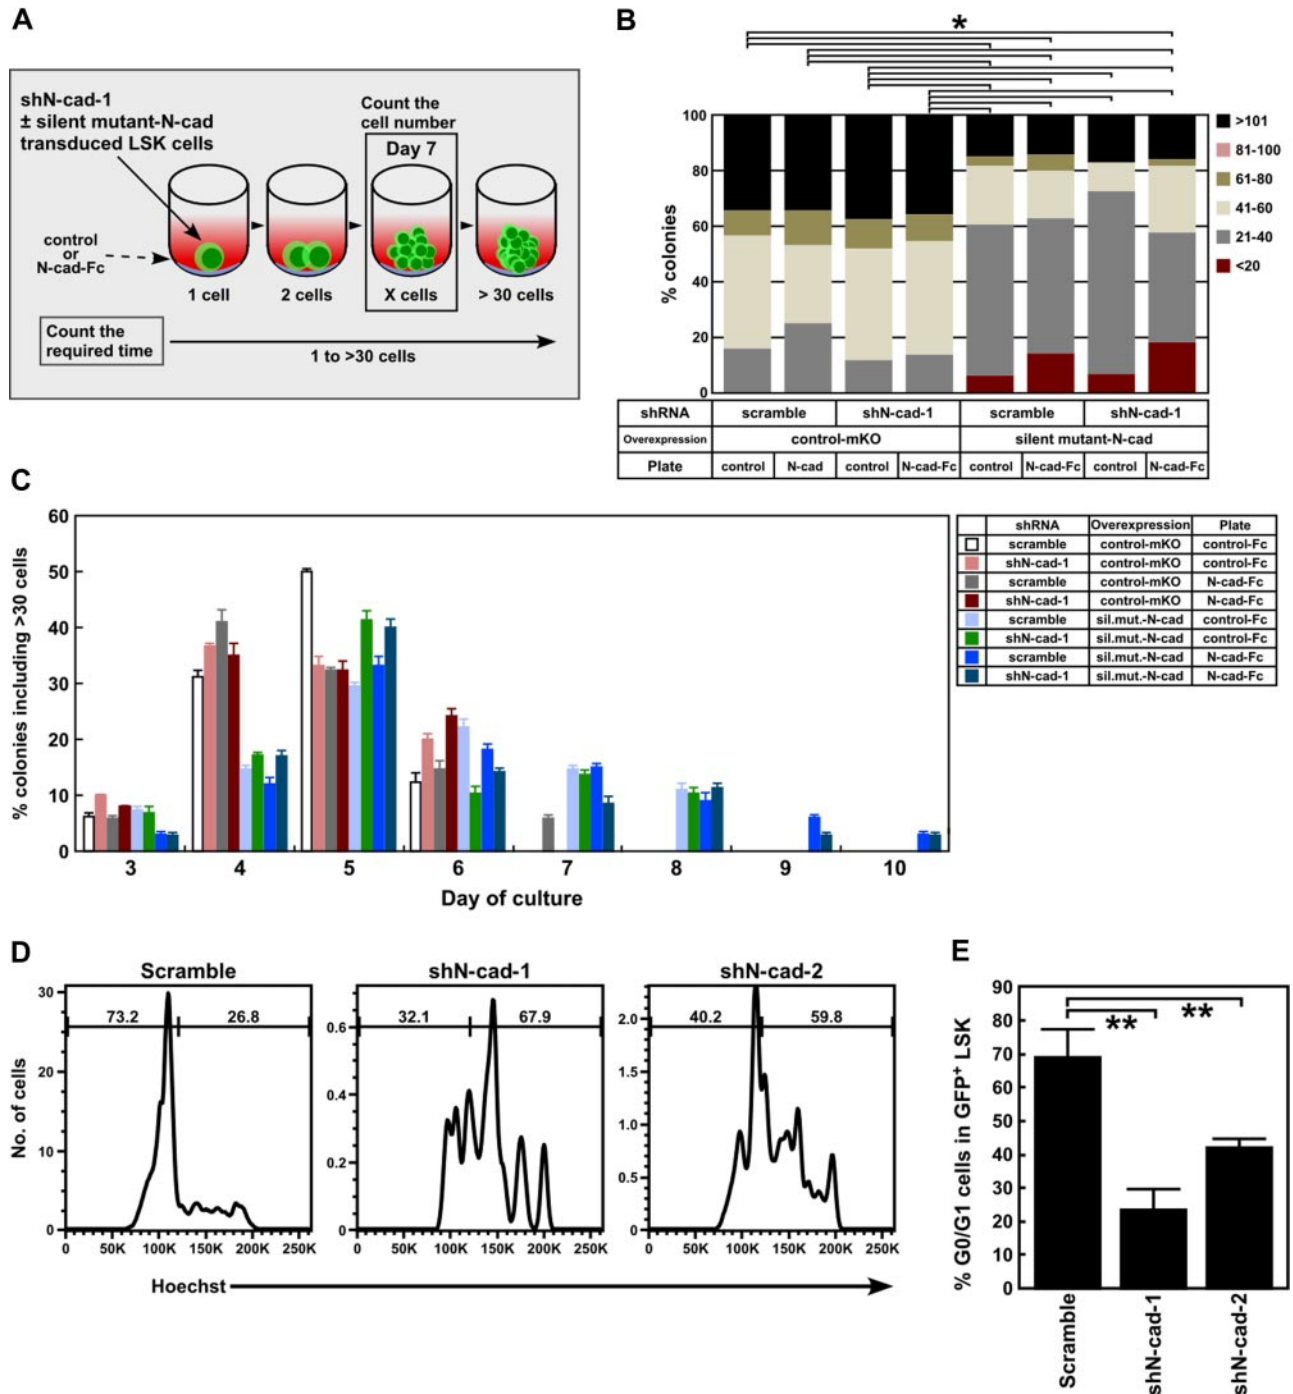 A
shN-cad-1
± silent mutant-N-cad
transduced LSK cells
Count the
cell number
Day 7
control
or
N-cad-Fc
1 cell
2 cells
X cells
> 30 cells
Count the
required time
1 to >30 cells
B
*
% colonies
100
80
60
40
20
0
>101
81-100
61-80
41-60
21-40
<20
shRNA scramble shN-cad-1 scramble shN-cad-1
Overexpression control-mKO silent mutant-N-cad
Plate control N-cad control N-cad-Fc control N-cad-Fc control N-cad-Fc
C
% colonies including >30 cells
60
50
40
30
20
10
0
3 4 5 6 7 8 9 10
Day of culture
shRNA Overexpression Plate
scramble control-mKO control-Fc
shN-cad-1 control-mKO control-Fc
scramble control-mKO N-cad-Fc
shN-cad-1 control-mKO N-cad-Fc
scramble sil.mut.-N-cad control-Fc
shN-cad-1 sil.mut.-N-cad control-Fc
scramble sil.mut.-N-cad N-cad-Fc
shN-cad-1 sil.mut.-N-cad N-cad-Fc
D
No. of cells
Scramble
73.2 26.8
30
20
10
0
0 50K 100K 150K 200K 250K
shN-cad-1
32.1 67.9
0.6
0.4
0.2
0
0 50K 100K 150K 200K 250K
shN-cad-2
40.2 59.8
2.0
1.5
1.0
0.5
0
0 50K 100K 150K 200K 250K
Hoechst
E
% G0/G1 cells in GFP⁺ LSK
90
80
70
60
50
40
30
20
10
0
** **
Scramble
shN-cad-1
shN-cad-2